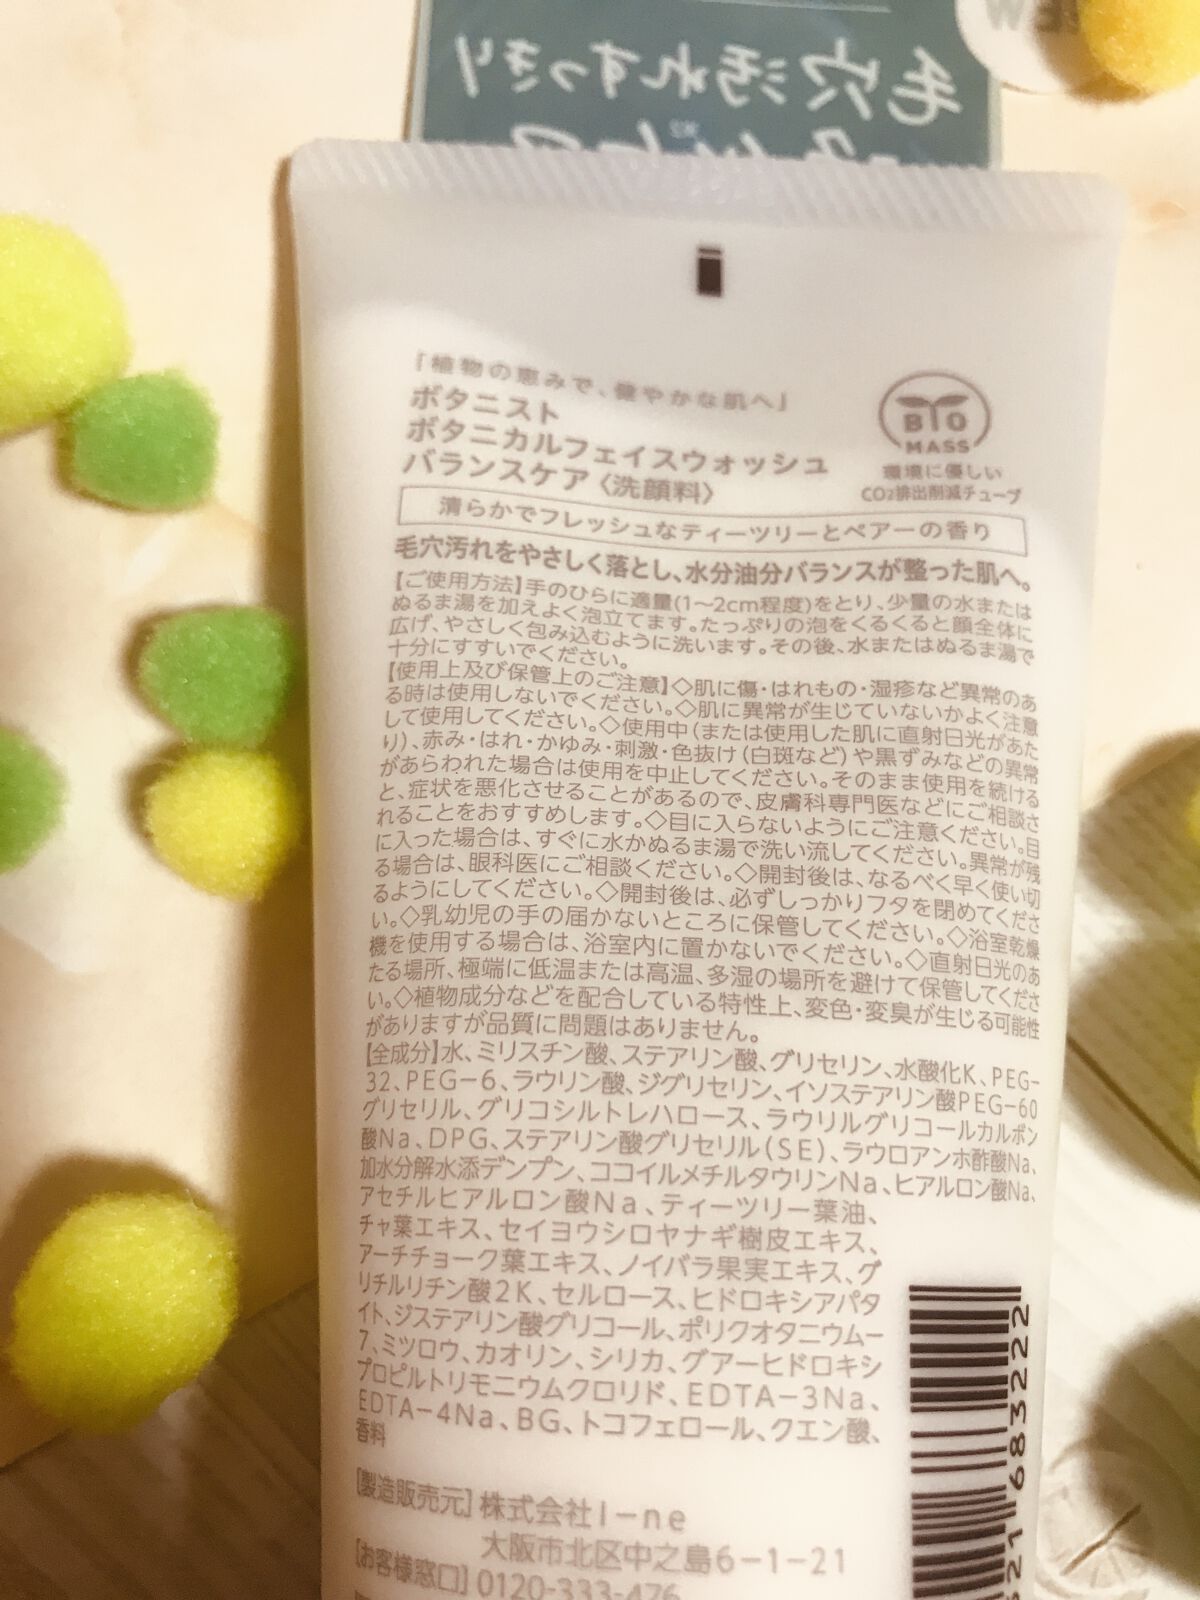 毛穴汚れすっきり
「植物の恵みで、健やかな肌へ」
ボタニスト
ボタニカルフェイスウォッシュ
バランスケア〈洗顔料〉
BIO
MASS
環境に優しい
CO₂排出削減チューブ
清らかでフレッシュなティーツリーとペアーの香り
毛穴汚れをやさしく落とし、水分油分バランスが整った肌へ。
【ご使用方法】手のひらに適量(1〜2cm程度)をとり、少量の水または
ぬるま湯を加えよく泡立てます。たっぷりの泡をくるくると顔全体に
広げ、やさしく包み込むように洗います。その後、水またはぬるま湯で
十分にすすいでください。
【使用上及び保管上のご注意】◇肌に傷・はれもの・湿疹など異常のあ
る時は使用しないでください。◇肌に異常が生じていないかよく注意
して使用してください。◇使用中(または使用した肌に直射日光があた
り)、赤み・はれ・かゆみ・刺激・色抜け(白斑など)や黒ずみなどの異常
があらわれた場合は使用を中止してください。そのまま使用を続ける
と、症状を悪化させることがあるので、皮膚科専門医などにご相談さ
れることをおすすめします。◇目に入らないようにご注意ください。目
に入った場合は、すぐに水かぬるま湯で洗い流してください。異常が残
る場合は、眼科医にご相談ください。◇開封後は、なるべく早く使い切
るようにしてください。◇開封後は、必ずしっかりフタを閉めてくださ
い。◇乳幼児の手の届かないところに保管してください。◇浴室乾燥
機を使用する場合は、浴室内に置かないでください。◇直射日光のあ
たる場所、極端に低温または高温、多湿の場所を避けて保管してくださ
い。◇植物成分などを配合している特性上、変色・変臭が生じる可能性
がありますが品質に問題はありません。
【全成分】水、ミリスチン酸、ステアリン酸、グリセリン、水酸化K、PEG−
32、PEG−6、ラウリン酸、ジグリセリン、イソステアリン酸PEG−60
グリセリル、グリコシルトレハロース、ラウリルグリコールカルボン
酸Na、DPG、ステアリン酸グリセリル(SE)、ラウロアンホ酢酸Na、
加水分解水添デンプン、ココイルメチルタウリンNa、ヒアルロン酸Na、
アセチルヒアルロン酸Na、ティーツリー葉油、
チャ葉エキス、セイヨウシロヤナギ樹皮エキス、
アーチチョーク葉エキス、ノイバラ果実エキス、グ
リチルリチン酸2K、セルロース、ヒドロキシアパタ
イト、ジステアリン酸グリコール、ポリクオタニウム−
7、ミツロウ、カオリン、シリカ、グアーヒドロキシ
プロピルトリモニウムクロリド、EDTA−3Na、
EDTA−4Na、BG、トコフェロール、クエン酸、
香料
[製造販売元] 株式会社I−ne
大阪市北区中之島6−1−21
[お客様窓口] 0120-333-476